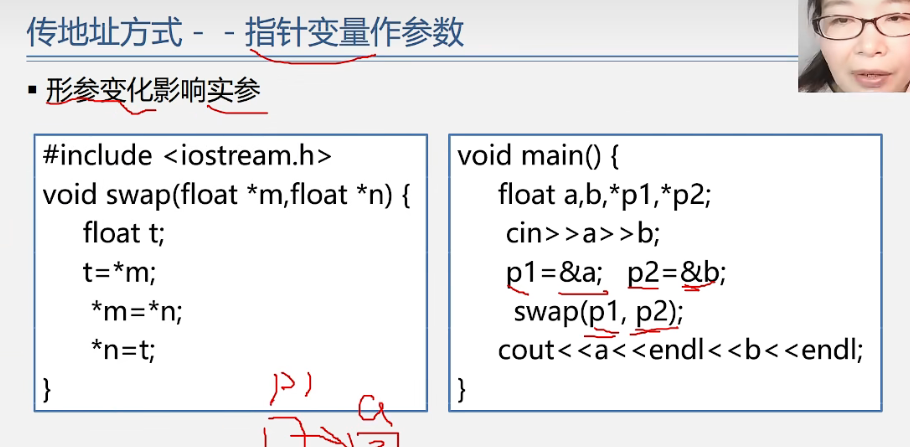 传地址方式- -指针变量作参数
▪ 形参变化影响实参
#include <iostream.h>
void swap(float *m,float *n) {
float t;
t=*m;
*m=*n;
*n=t;
}
void main() {
float a,b,*p1,*p2;
cin>>a>>b;
p1=&a; p2=&b;
swap(p1, p2);
cout<<a<<endl<<b<<endl;
}
p1
a